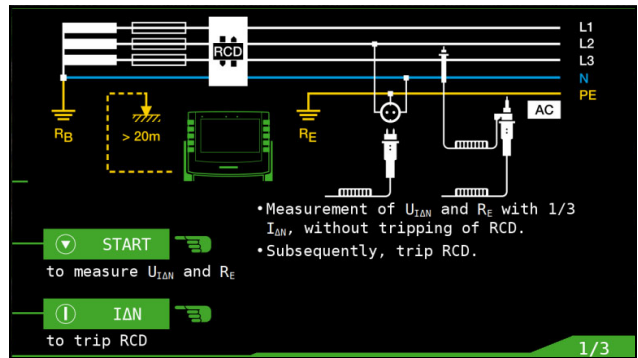 L1
L2
L3
N
PE
RCD
AC
RB
> 20m
RE
•Measurement of UIΔN and RE with 1/3
IΔN, without tripping of RCD.
•Subsequently, trip RCD.
START
to measure UIΔN and RE
IΔN
to trip RCD
1/3